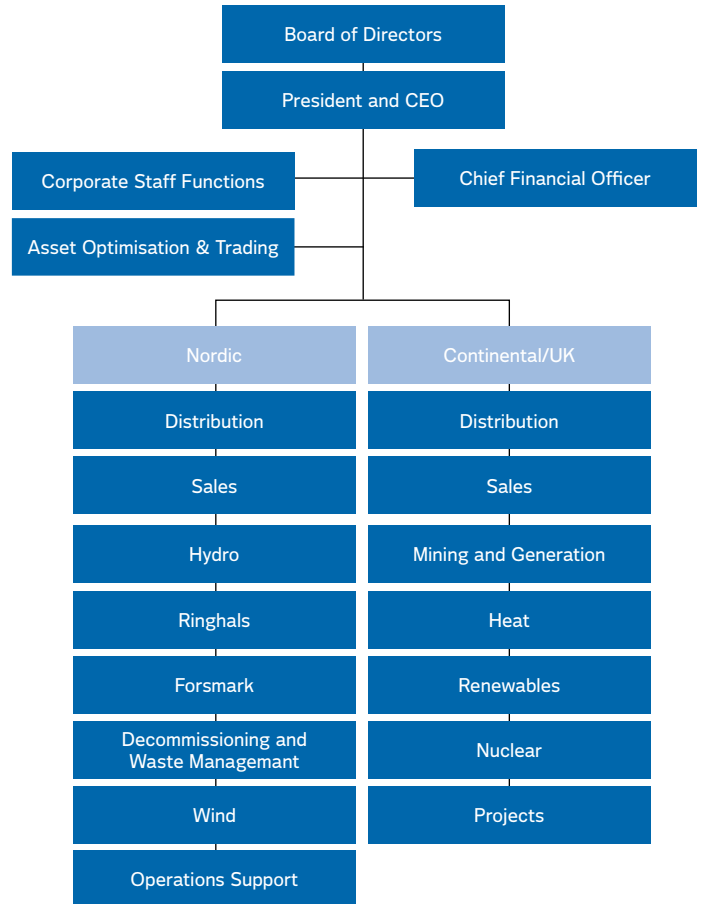 Board of Directors
President and CEO
Corporate Staff Functions
Chief Financial Officer
Asset Optimisation & Trading
Nordic
Distribution
Sales
Hydro
Ringhals
Forsmark
Decommissioning and
Waste Managemant
Wind
Operations Support
Continental/UK
Distribution
Sales
Mining and Generation
Heat
Renewables
Nuclear
Projects